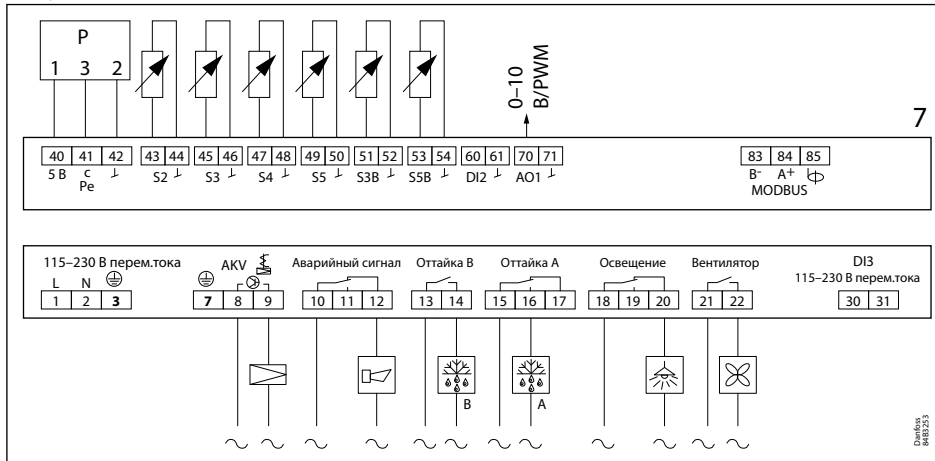 P
1 3 2
0–10
В/PWM
7
40 41 42 43 44 45 46 47 48 49 50 51 52 53 54 60 61 70 71 83 84 85
5 В с S2 S3 S4 S5 S3B S5B DI2 AO1 B- A+
Pe MODBUS
115–230 В перем.тока AKV Аварийный сигнал Оттайка В Оттайка А Освещение Вентилятор DI3
115–230 В перем.тока
L N
1 2 3 7 8 9 10 11 12 13 14 15 16 17 18 19 20 21 22 30 31
B A
Danfoss
84B3253